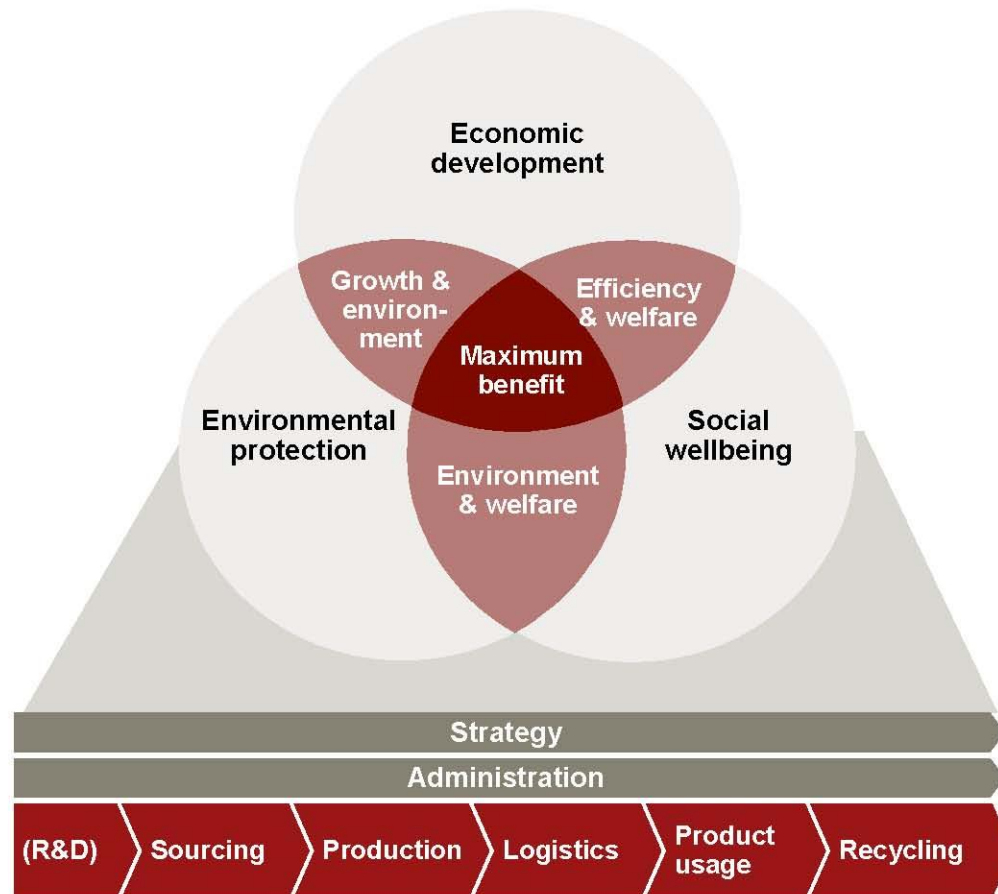 Economic
development
Growth &
environ-
ment
Efficiency
& welfare
Maximum
benefit
Environmental
protection
Social
wellbeing
Environment
& welfare
Strategy
Administration
(R&D)
Sourcing
Production
Logistics
Product
usage
Recycling